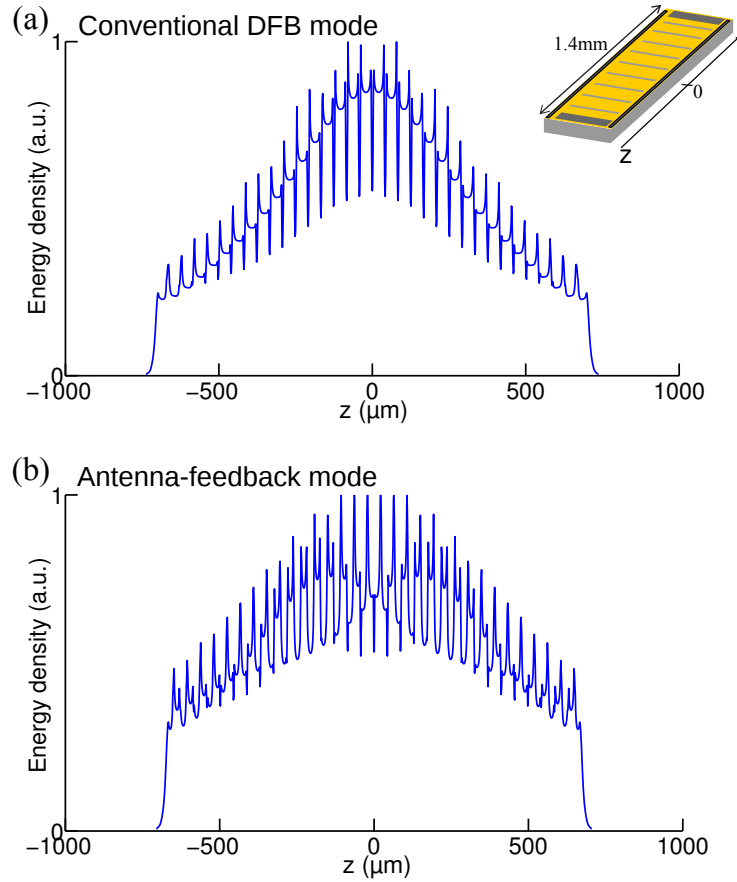 (a) Conventional DFB mode
1.4mm
0
z
1
Energy density (a.u.)
0
−1000 −500 0 500 1000
z (μm)
(b) Antenna-feedback mode
1
Energy density (a.u.)
0
−1000 −500 0 500 1000
z (μm)